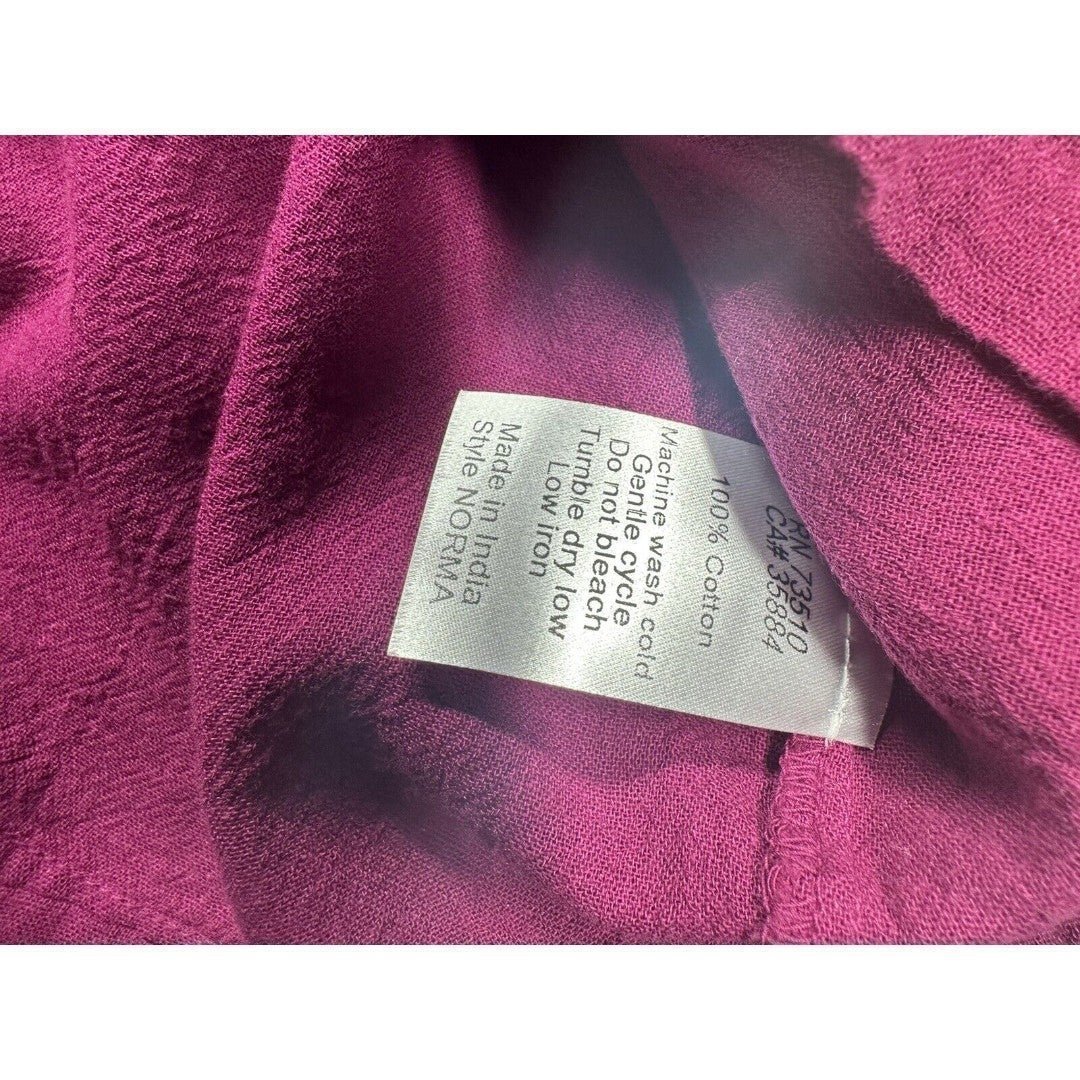 RN 73510
CA# 35884
100% Cotton
Machine wash cold
Gentle cycle
Do not bleach
Tumble dry low
Low iron
Made in India
Style NORMA